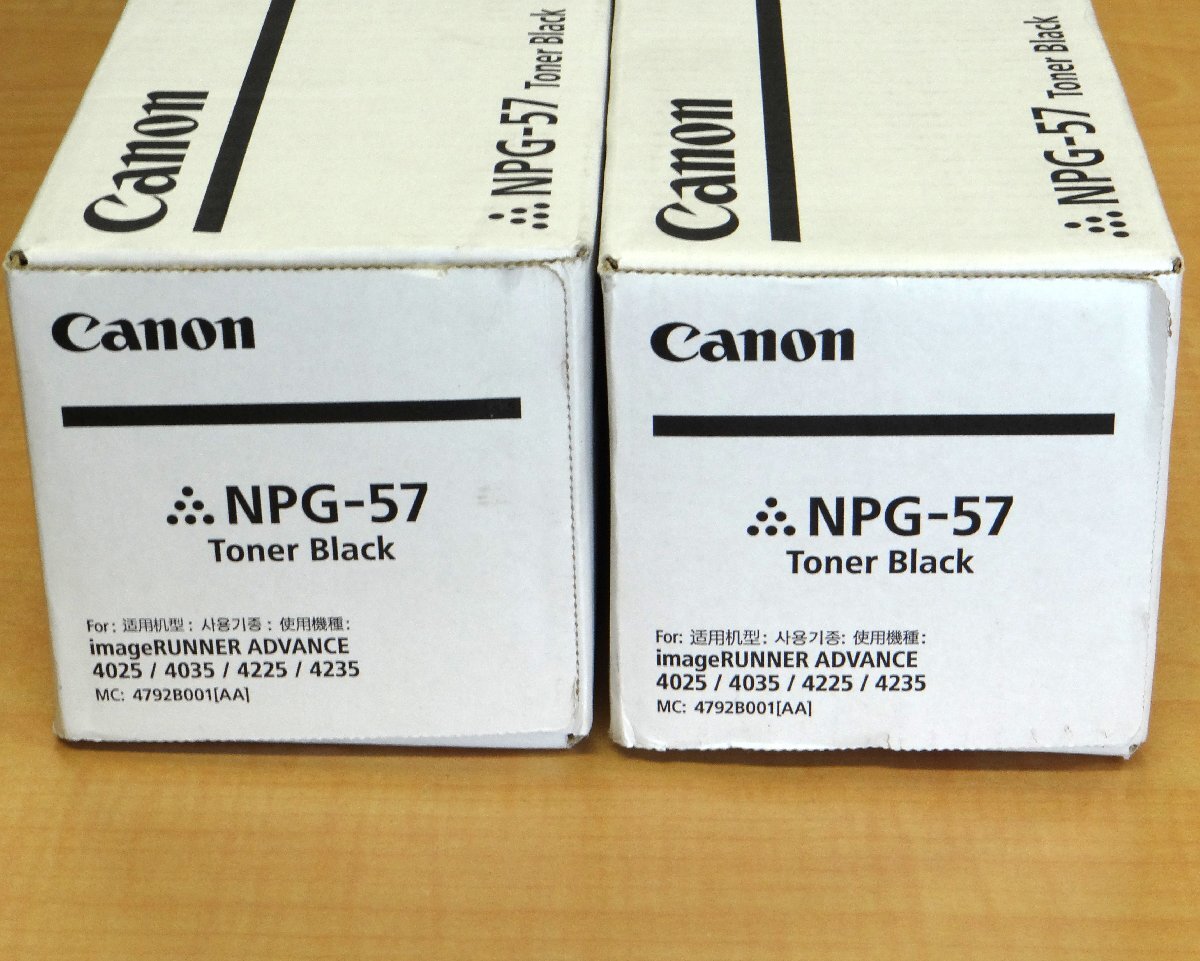 Canon
NPG-57 Toner Black
Canon
NPG-57 Toner Black
Canon
NPG-57
Toner Black
For: 适用机型: 사용기종: 使用機種:
imageRUNNER ADVANCE
4025 / 4035 / 4225 / 4235
MC: 4792B001[AA]
Canon
NPG-57
Toner Black
For: 适用机型: 사용기종: 使用機種:
imageRUNNER ADVANCE
4025 / 4035 / 4225 / 4235
MC: 4792B001[AA]